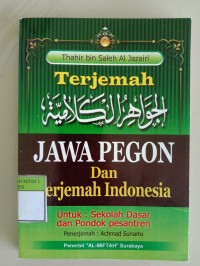 Thahir bin Saleh Al Jazairi
Terjemah
الجواهر الكلامية
JAWA PEGON
Dan
erjemah Indonesia
Untuk : Sekolah Dasar
dan Pondok pesantren
Penerjemah : Achmad Sunarto
Penerbit "AL-MIFTAH" Surabaya